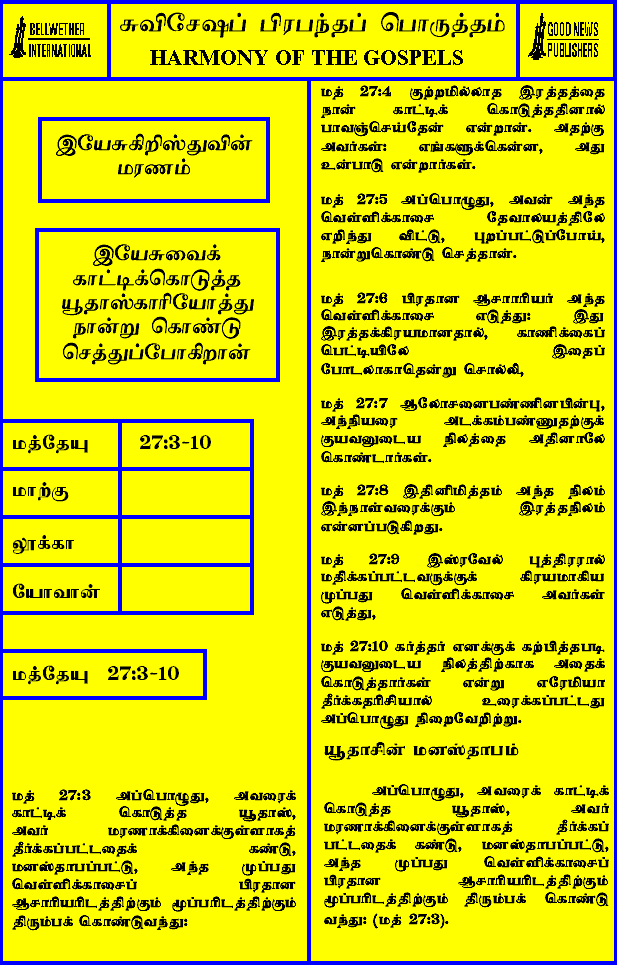 BELLWETHER
INTERNATIONAL
சுவிசேஷப் பிரபந்தப் பொருத்தம்
HARMONY OF THE GOSPELS
GOOD NEWS
PUBLISHERS
இயேசுகிறிஸ்துவின்
மரணம்
இயேசுவைக்
காட்டிக்கொடுத்த
யூதாஸ்காரியோத்து
நான்று கொண்டு
செத்துப்போகிறான்
மத்தேயு 27:3-10
மாற்கு
லூக்கா
யோவான்
மத்தேயு 27:3-10
மத் 27:3 அப்பொழுது, அவரைக்
காட்டிக் கொடுத்த யூதாஸ்,
அவர் மரணாக்கினைக்குள்ளாகத்
தீர்க்கப்பட்டதைக் கண்டு,
மனஸ்தாபப்பட்டு, அந்த முப்பது
வெள்ளிக்காசைப் பிரதான
ஆசாரியரிடத்திற்கும் மூப்பரிடத்திற்கும்
திரும்பக் கொண்டுவந்து:
மத் 27:4 குற்றமில்லாத இரத்தத்தை
நான் காட்டிக் கொடுத்ததினால்
பாவஞ்செய்தேன் என்றான். அதற்கு
அவர்கள்: எங்களுக்கென்ன, அது
உன்பாடு என்றார்கள்.
மத் 27:5 அப்பொழுது, அவன் அந்த
வெள்ளிக்காசை தேவாலயத்திலே
எறிந்து விட்டு, புறப்பட்டுப்போய்,
நான்றுகொண்டு செத்தான்.
மத் 27:6 பிரதான ஆசாரியர் அந்த
வெள்ளிக்காசை எடுத்து: இது
இரத்தக்கிரயமானதால், காணிக்கைப்
பெட்டியிலே இதைப்
போடலாகாதென்று சொல்லி,
மத் 27:7 ஆலோசனைபண்ணினபின்பு,
அந்நியரை அடக்கம்பண்ணுதற்குக்
குயவனுடைய நிலத்தை அதினாலே
கொண்டார்கள்.
மத் 27:8 இதினிமித்தம் அந்த நிலம்
இந்நாள்வரைக்கும் இரத்தநிலம்
என்னப்படுகிறது.
மத் 27:9 இஸ்ரவேல் புத்திரரால்
மதிக்கப்பட்டவருக்குக் கிரயமாகிய
முப்பது வெள்ளிக்காசை அவர்கள்
எடுத்து,
மத் 27:10 கர்த்தர் எனக்குக் கற்பித்தபடி
குயவனுடைய நிலத்திற்காக அதைக்
கொடுத்தார்கள் என்று எரேமியா
தீர்க்கதரிசியால் உரைக்கப்பட்டது
அப்பொழுது நிறைவேறிற்று.
யூதாசின் மனஸ்தாபம்
அப்பொழுது, அவரைக் காட்டிக்
கொடுத்த யூதாஸ், அவர்
மரணாக்கினைக்குள்ளாகத் தீர்க்கப்
பட்டதைக் கண்டு, மனஸ்தாபப்பட்டு,
அந்த முப்பது வெள்ளிக்காசைப்
பிரதான ஆசாரியரிடத்திற்கும்
மூப்பரிடத்திற்கும் திரும்பக் கொண்டு
வந்து: (மத் 27:3).